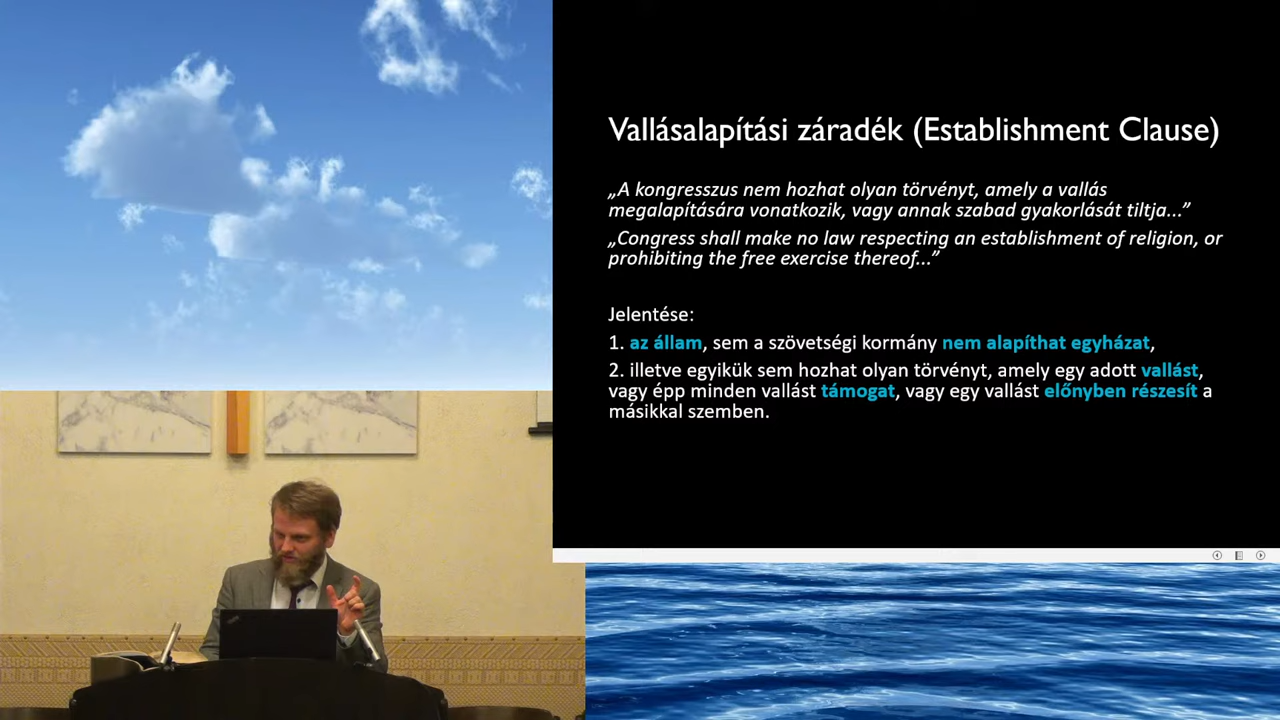 Vallásalapítási záradék (Establishment Clause)
„A kongresszus nem hozhat olyan törvényt, amely a vallás
megalapítására vonatkozik, vagy annak szabad gyakorlását tiltja...”
„Congress shall make no law respecting an establishment of religion, or
prohibiting the free exercise thereof...”
Jelentése:
1. az állam, sem a szövetségi kormány nem alapíthat egyházat,
2. illetve egyikük sem hozhat olyan törvényt, amely egy adott vallást,
vagy épp minden vallást támogat, vagy egy vallást előnyben részesít a
másikkal szemben.